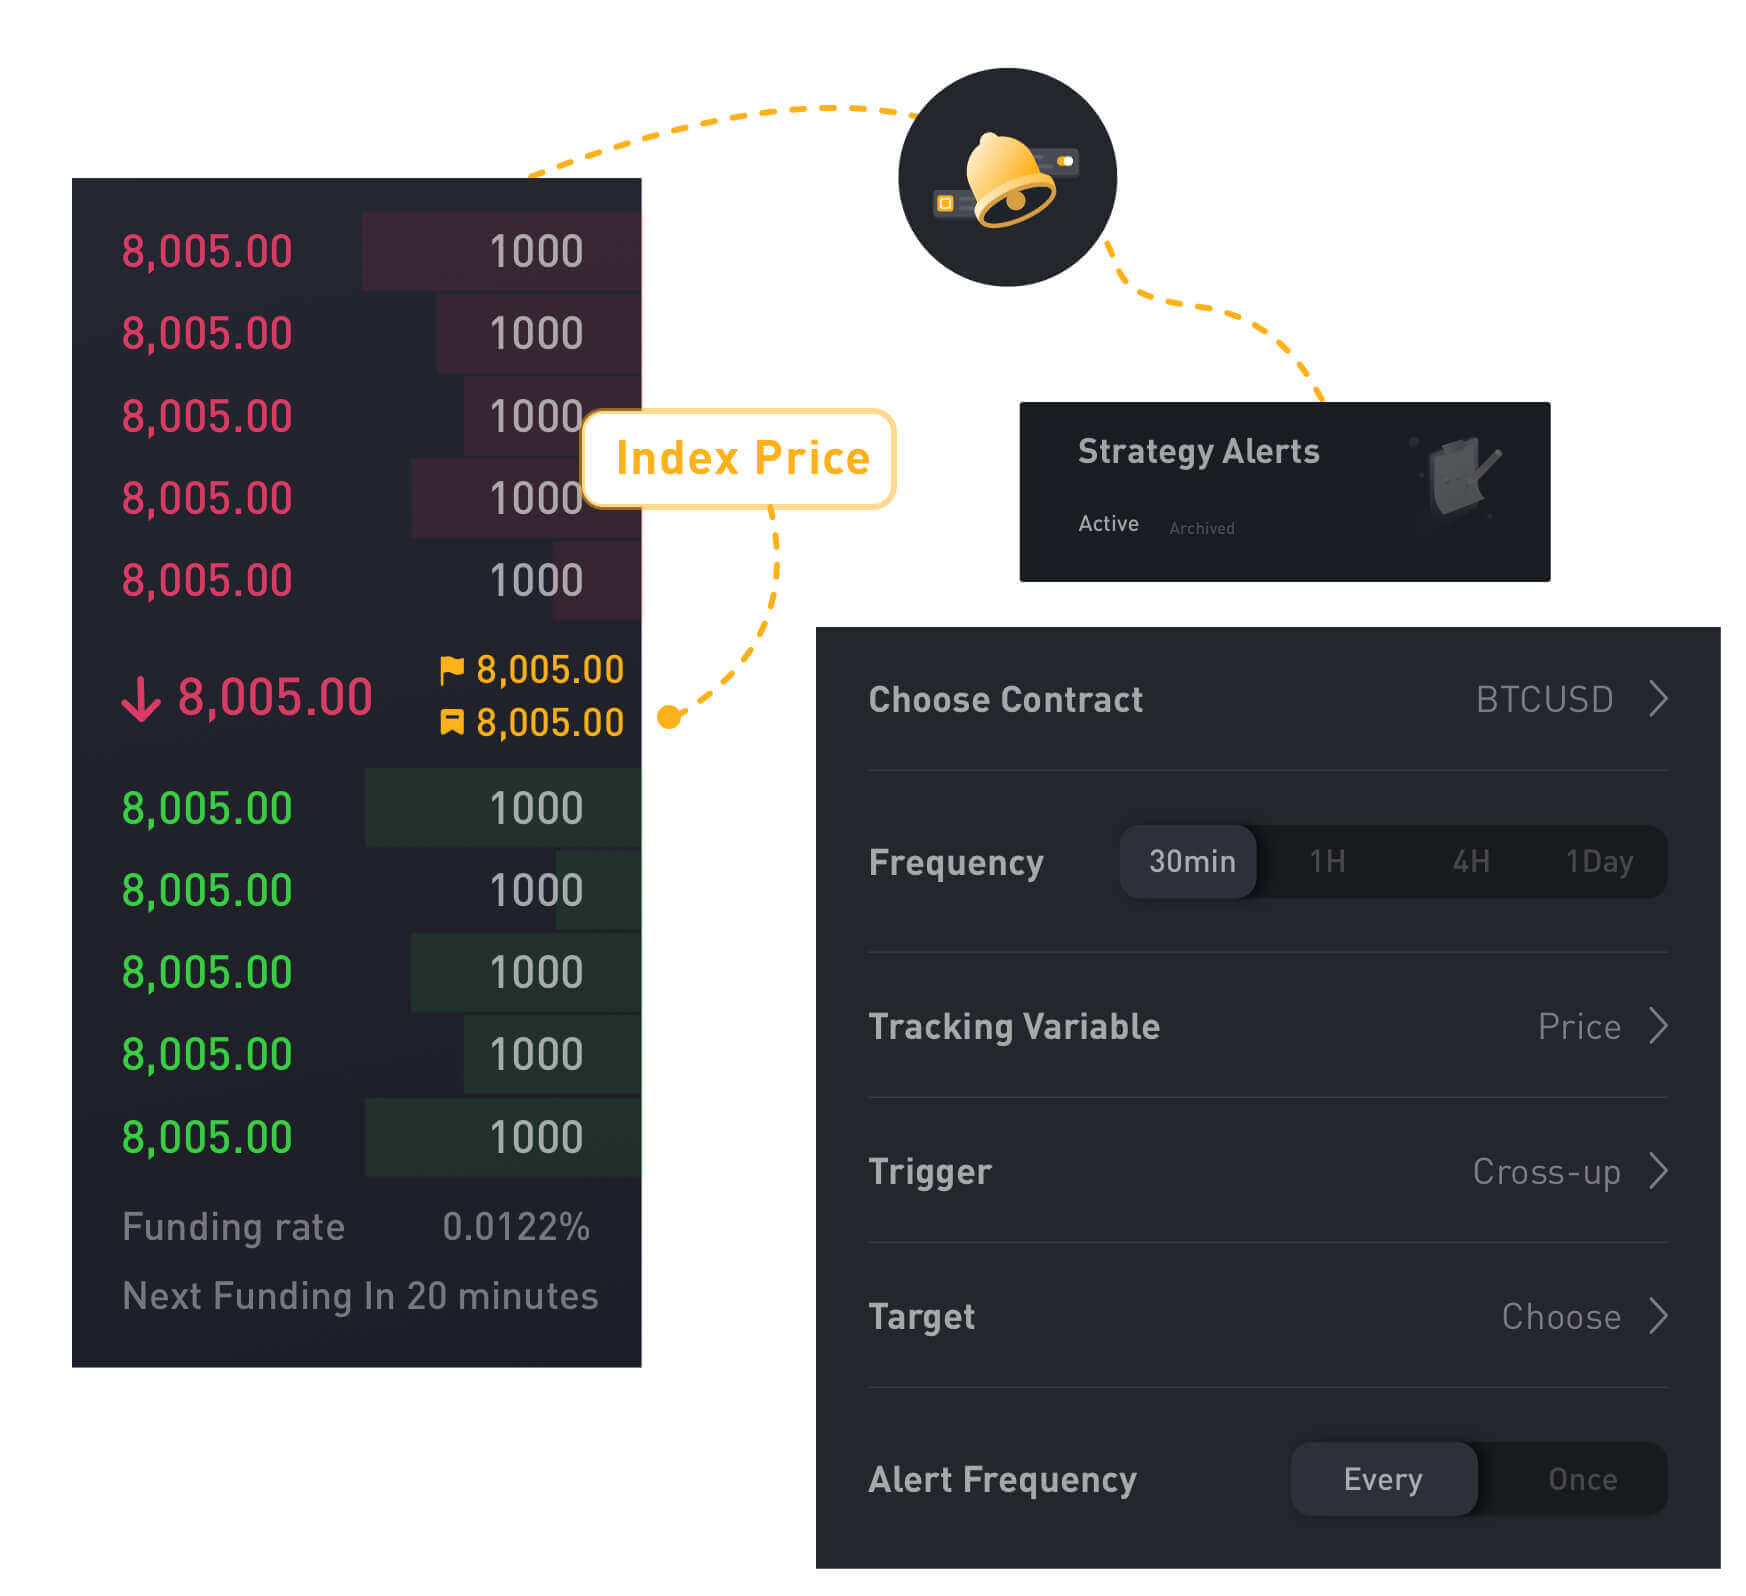 8,005.00 1000
8,005.00 1000
8,005.00 1000
8,005.00 1000
8,005.00 1000
8,005.00
8,005.00
8,005.00
8,005.00 1000
8,005.00 1000
8,005.00 1000
8,005.00 1000
8,005.00 1000
Funding rate 0.0122%
Next Funding In 20 minutes
Index Price
Strategy Alerts
Active Archived
Choose Contract BTCUSD
Frequency 30min 1H 4H 1Day
Tracking Variable Price
Trigger Cross-up
Target Choose
Alert Frequency Every Once